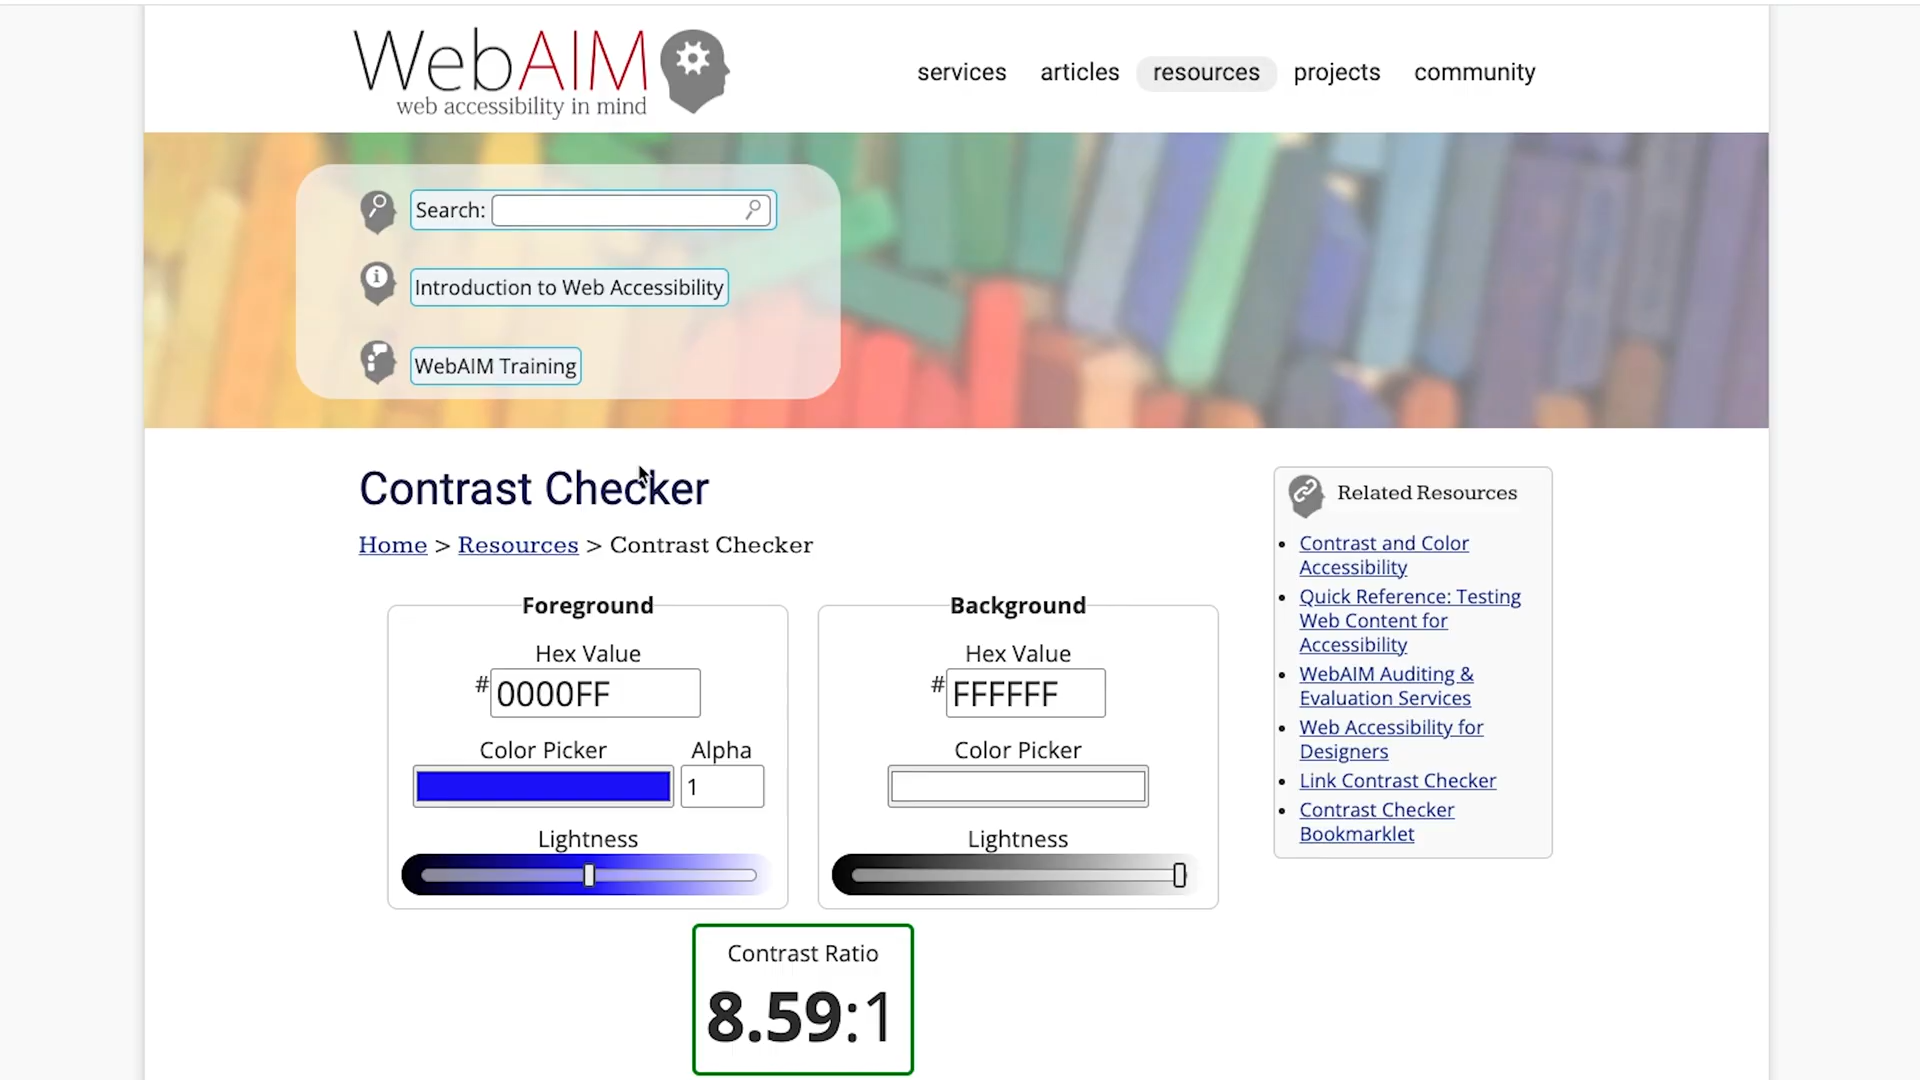 WebAIM
web accessibility in mind
services articles resources projects community
Search:
Introduction to Web Accessibility
WebAIM Training
Contrast Checker
Home > Resources > Contrast Checker
Foreground
Hex Value
# 0000FF
Color Picker Alpha
1
Lightness
Background
Hex Value
# FFFFFF
Color Picker
Lightness
Contrast Ratio
8.59:1
Related Resources
Contrast and Color
Accessibility
Quick Reference: Testing
Web Content for
Accessibility
WebAIM Auditing &
Evaluation Services
Web Accessibility for
Designers
Link Contrast Checker
Contrast Checker
Bookmarklet